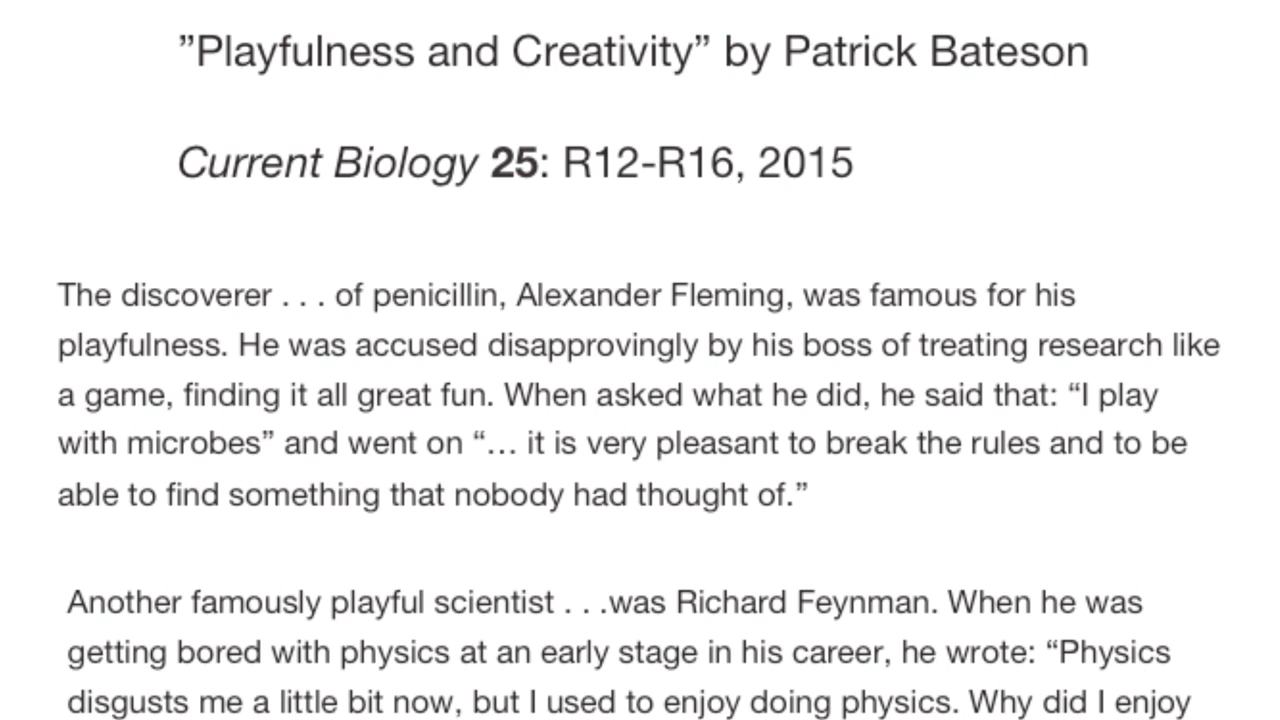 ”Playfulness and Creativity” by Patrick Bateson
Current Biology 25: R12-R16, 2015
The discoverer . . . of penicillin, Alexander Fleming, was famous for his
playfulness. He was accused disapprovingly by his boss of treating research like
a game, finding it all great fun. When asked what he did, he said that: “I play
with microbes” and went on “… it is very pleasant to break the rules and to be
able to find something that nobody had thought of.”
Another famously playful scientist . . .was Richard Feynman. When he was
getting bored with physics at an early stage in his career, he wrote: “Physics
disgusts me a little bit now, but I used to enjoy doing physics. Why did I enjoy